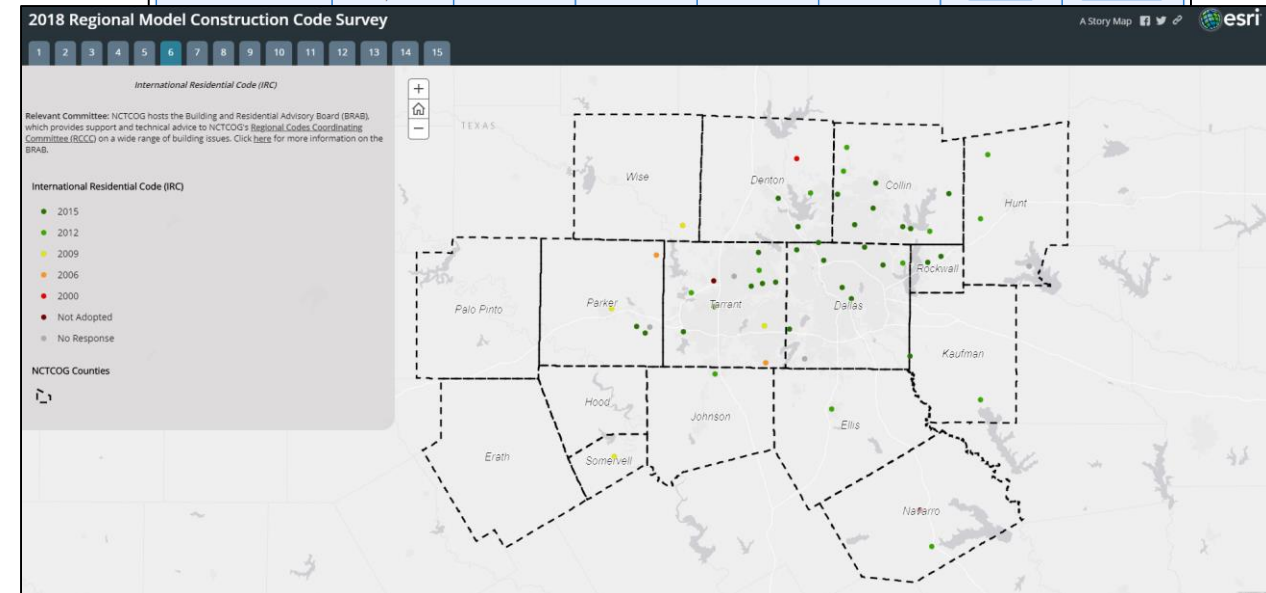 2018 Regional Model Construction Code Survey
A Story Map
esri
1 2 3 4 5 6 7 8 9 10 11 12 13 14 15
International Residential Code (IRC)
Relevant Committee: NCTCOG hosts the Building and Residential Advisory Board (BRAB),
which provides support and technical advice to NCTCOG's Regional Codes Coordinating
Committee (RCCC) on a wide range of building issues. Click here for more information on the
BRAB.
International Residential Code (IRC)
2015
2012
2009
2006
2000
Not Adopted
No Response
NCTCOG Counties
+
−
TEXAS
Wise
Denton
Collin
Hunt
Palo Pinto
Parker
Tarrant
Dallas
Rockwall
Kaufman
Erath
Hood
Somervell
Johnson
Ellis
Navarro